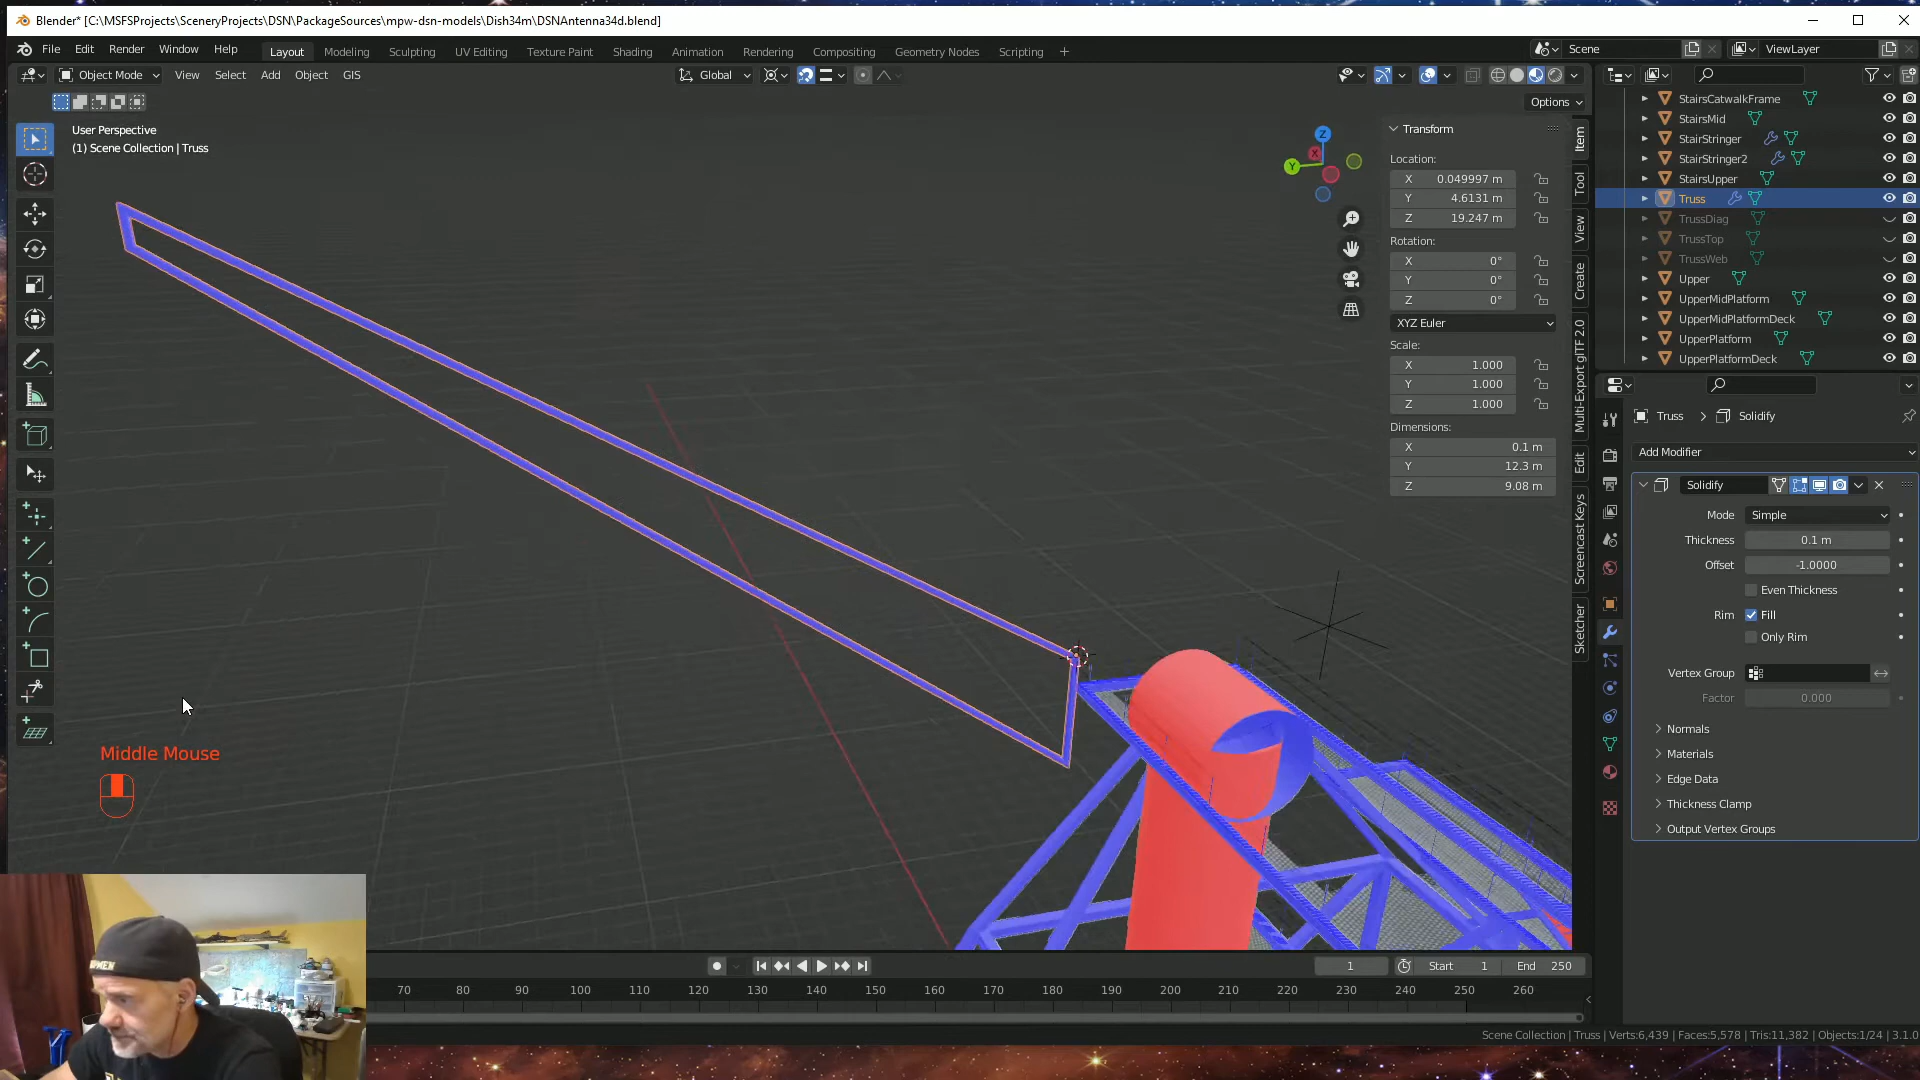 Blender* [C:\MSFSProjects\SceneryProjects\DSN\PackageSources\mpw-dsn-models\Dish34m\DSNAntenna34d.blend]
File Edit Render Window Help Layout Modeling Sculpting UV Editing Texture Paint Shading Animation Rendering Compositing Geometry Nodes Scripting + Scene ViewLayer
Object Mode View Select Add Object GIS Global
Options
User Perspective
(1) Scene Collection | Truss
Z
X
Y
Transform
Location:
X 0.049997 m
Y 4.6131 m
Z 19.247 m
Rotation:
X 0°
Y 0°
Z 0°
XYZ Euler
Scale:
X 1.000
Y 1.000
Z 1.000
Dimensions:
X 0.1 m
Y 12.3 m
Z 9.08 m
Item
Tool
View
Create
Multi-Export glTF 2.0
Edit
Screencast Keys
Sketcher
StairsCatwalkFrame
StairsMid
StairStringer
StairStringer2
StairsUpper
Truss
TrussDiag
TrussTop
TrussWeb
Upper
UpperMidPlatform
UpperMidPlatformDeck
UpperPlatform
UpperPlatformDeck
Truss Solidify
Add Modifier
Solidify
Mode Simple
Thickness 0.1 m
Offset -1.0000
Even Thickness
Rim Fill
Only Rim
Vertex Group
Factor 0.000
Normals
Materials
Edge Data
Thickness Clamp
Output Vertex Groups
Middle Mouse
1 Start 1 End 250
70 80 90 100 110 120 130 140 150 160 170 180 190 200 210 220 230 240 250 260
Scene Collection | Truss | Verts:6,439 | Faces:5,578 | Tris:11,382 | Objects:1/24 | 3.1.0